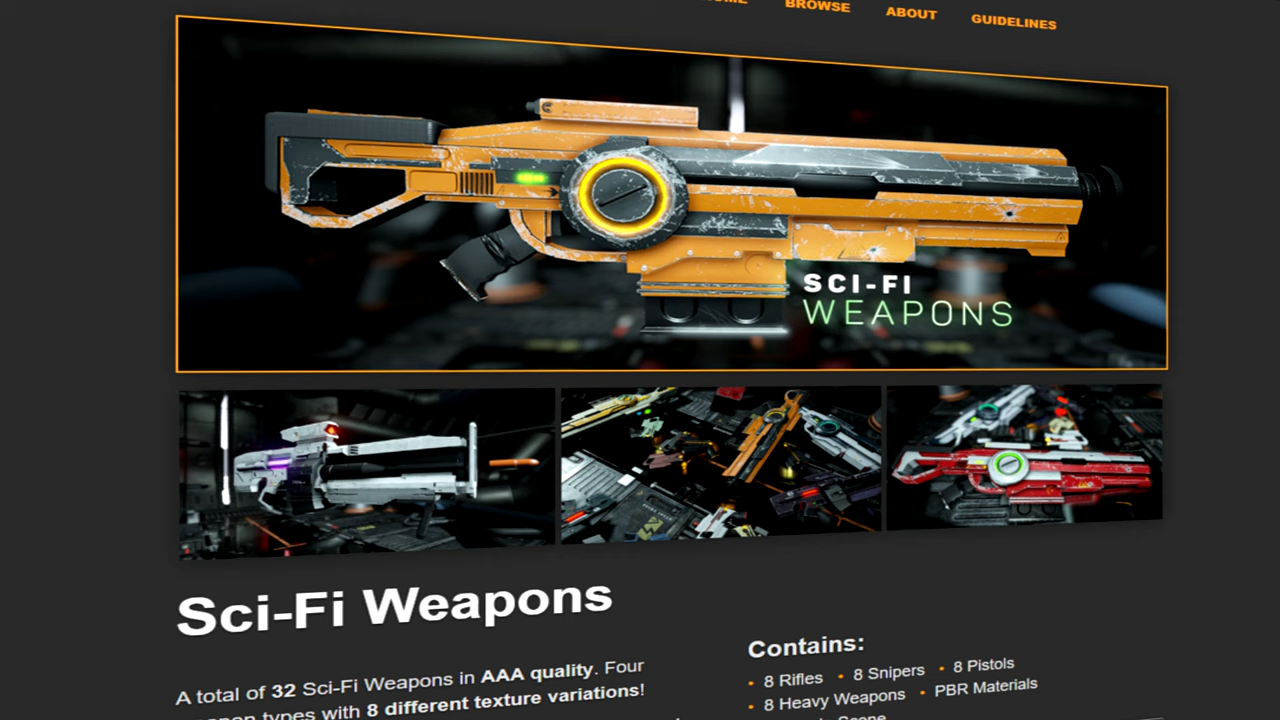 BROWSE ABOUT GUIDELINES
SCI-FI
WEAPONS
Sci-Fi Weapons
A total of 32 Sci-Fi Weapons in AAA quality. Four
types with 8 different texture variations!
Contains:
• 8 Rifles • 8 Snipers • 8 Pistols
• 8 Heavy Weapons • PBR Materials